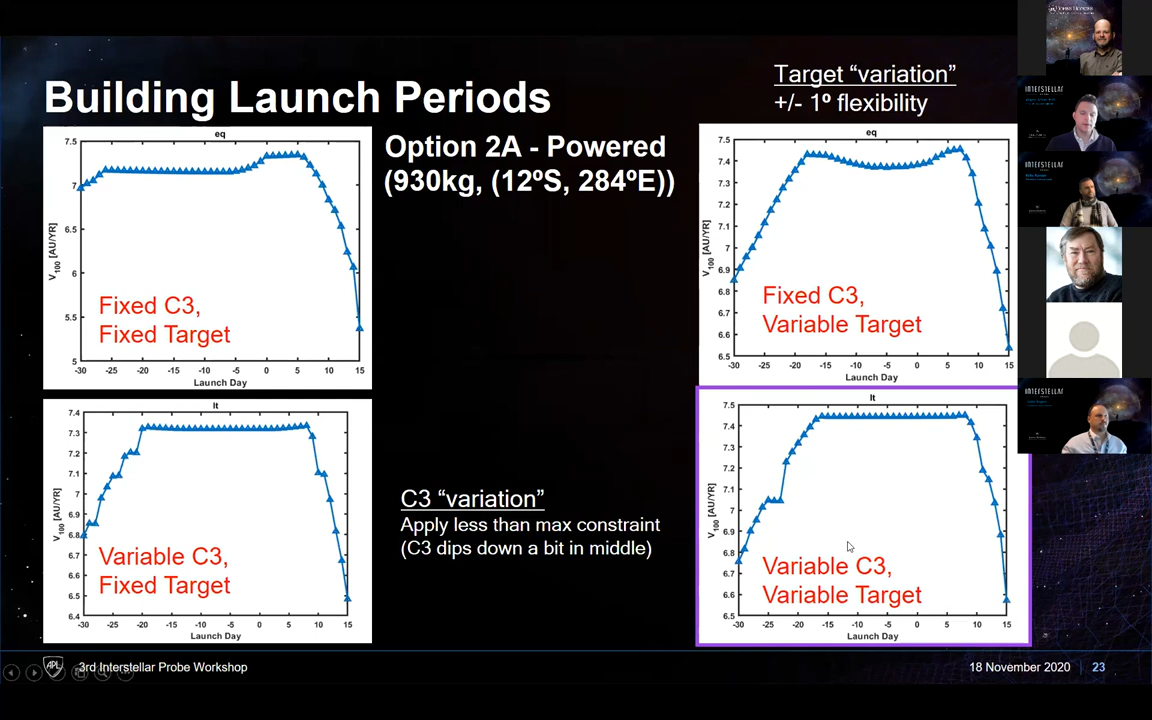 Building Launch Periods
Target “variation”
+/- 1º flexibility
Option 2A - Powered
(930kg, (12ºS, 284ºE))
eq
7.5
7
6.5
6
5.5
5
V100 [AU/YR]
-30 -25 -20 -15 -10 -5 0 5 10 15
Launch Day
Fixed C3,
Fixed Target
eq
7.5
7.4
7.3
7.2
7.1
7
6.9
6.8
6.7
6.6
6.5
V100 [AU/YR]
-30 -25 -20 -15 -10 -5 0 5 10 15
Launch Day
Fixed C3,
Variable Target
lt
7.4
7.3
7.2
7.1
7
6.9
6.8
6.7
6.6
6.5
6.4
V100 [AU/YR]
-30 -25 -20 -15 -10 -5 0 5 10 15
Launch Day
Variable C3,
Fixed Target
C3 “variation”
Apply less than max constraint
(C3 dips down a bit in middle)
lt
7.5
7.4
7.3
7.2
7.1
7
6.9
6.8
6.7
6.6
6.5
V100 [AU/YR]
-30 -25 -20 -15 -10 -5 0 5 10 15
Launch Day
Variable C3,
Variable Target
APL
3rd Interstellar Probe Workshop
18 November 2020 | 23
INTERSTELLAR
INTERSTELLAR
INTERSTELLAR